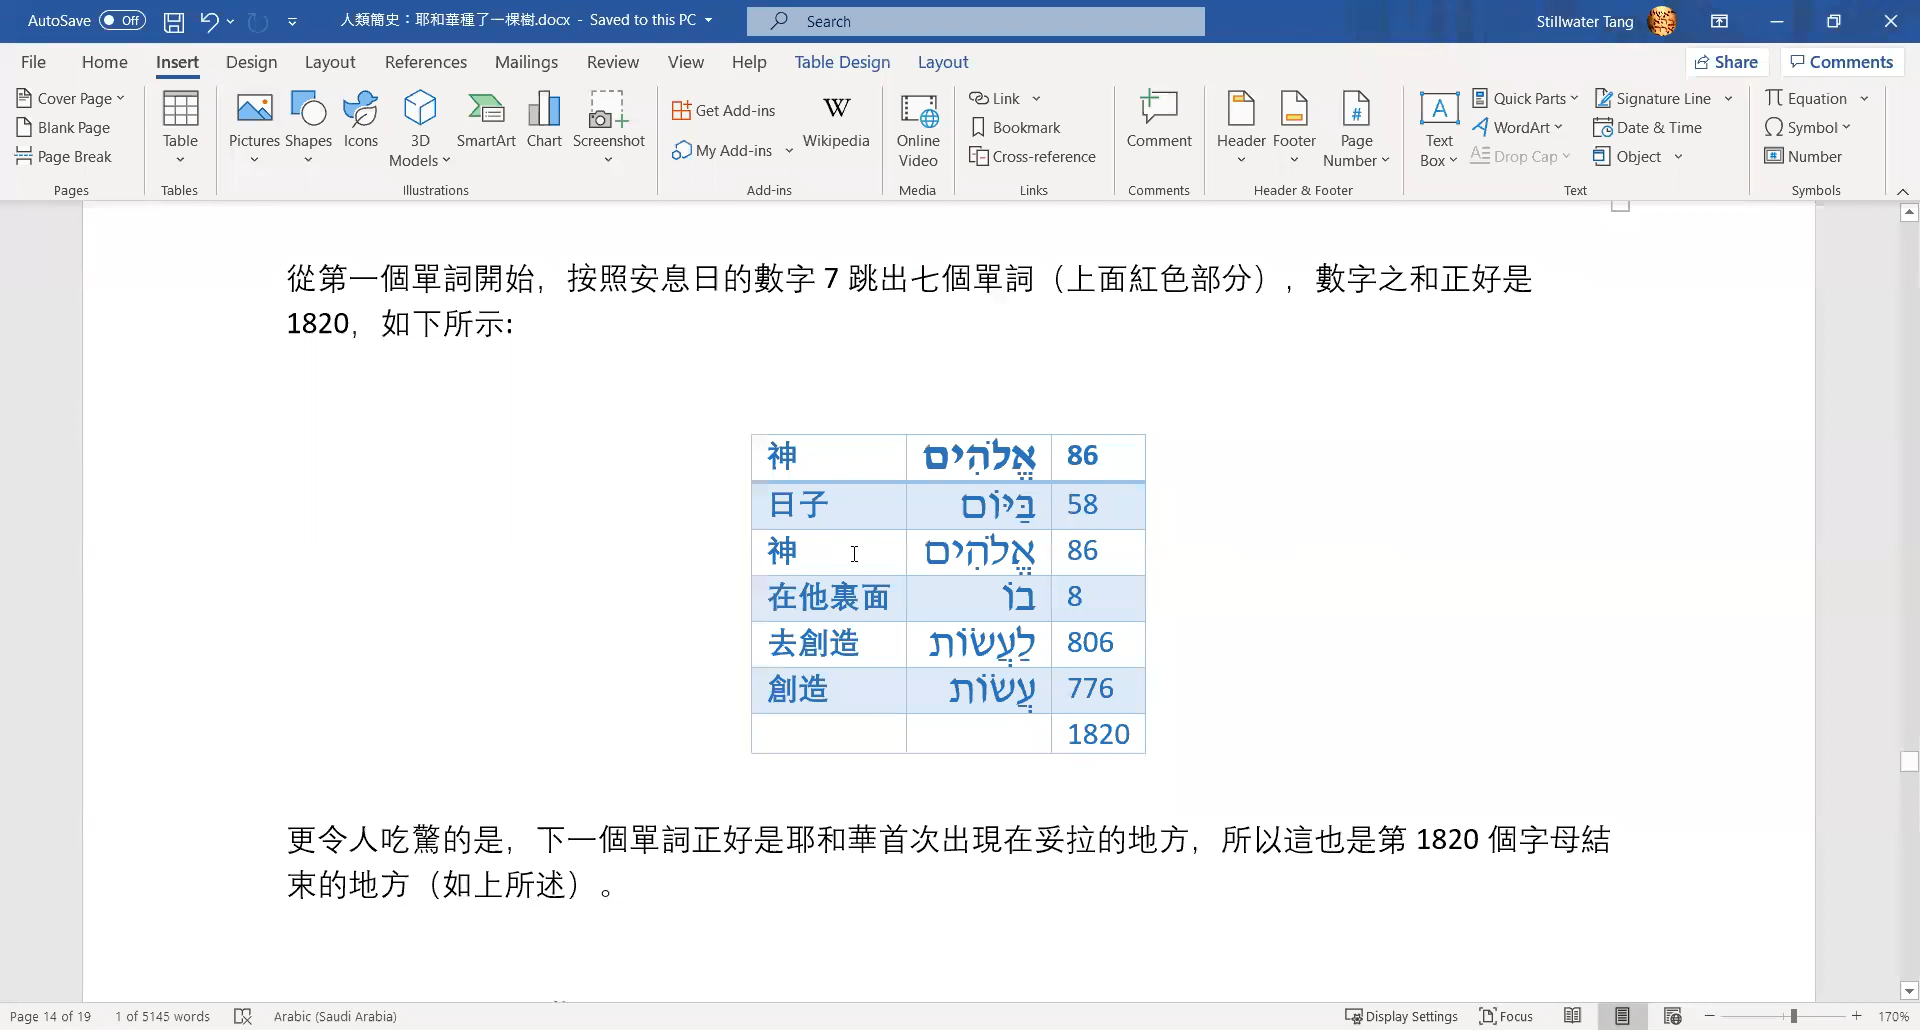 AutoSave Off 人類簡史：耶和華種了一棵樹.docx - Saved to this PC Search Stillwater Tang
File Home Insert Design Layout References Mailings Review View Help Table Design Layout Share Comments
Cover Page
Blank Page
Page Break
Pages
Table
Tables
Pictures Shapes Icons 3D Models SmartArt Chart Screenshot
Illustrations
Get Add-ins
My Add-ins
Wikipedia
Add-ins
Online Video
Media
Link
Bookmark
Cross-reference
Links
Comment
Comments
Header Footer Page Number
Header & Footer
Text Box
Quick Parts
WordArt
Drop Cap
Signature Line
Date & Time
Object
Text
Equation
Symbol
Number
Symbols
從第一個單詞開始，按照安息日的數字 7 跳出七個單詞（上面紅色部分），數字之和正好是
1820，如下所示:
神 אֱלֹהִים 86
日子 בַּיּוֹם 58
神 אֱלֹהִים 86
在他裏面 בוֹ 8
去創造 לַעֲשׂוֹת 806
創造 עֲשׂוֹת 776
1820
更令人吃驚的是，下一個單詞正好是耶和華首次出現在妥拉的地方，所以這也是第 1820 個字母結
束的地方（如上所述）。
Page 14 of 19 1 of 5145 words Arabic (Saudi Arabia) Display Settings Focus 170%